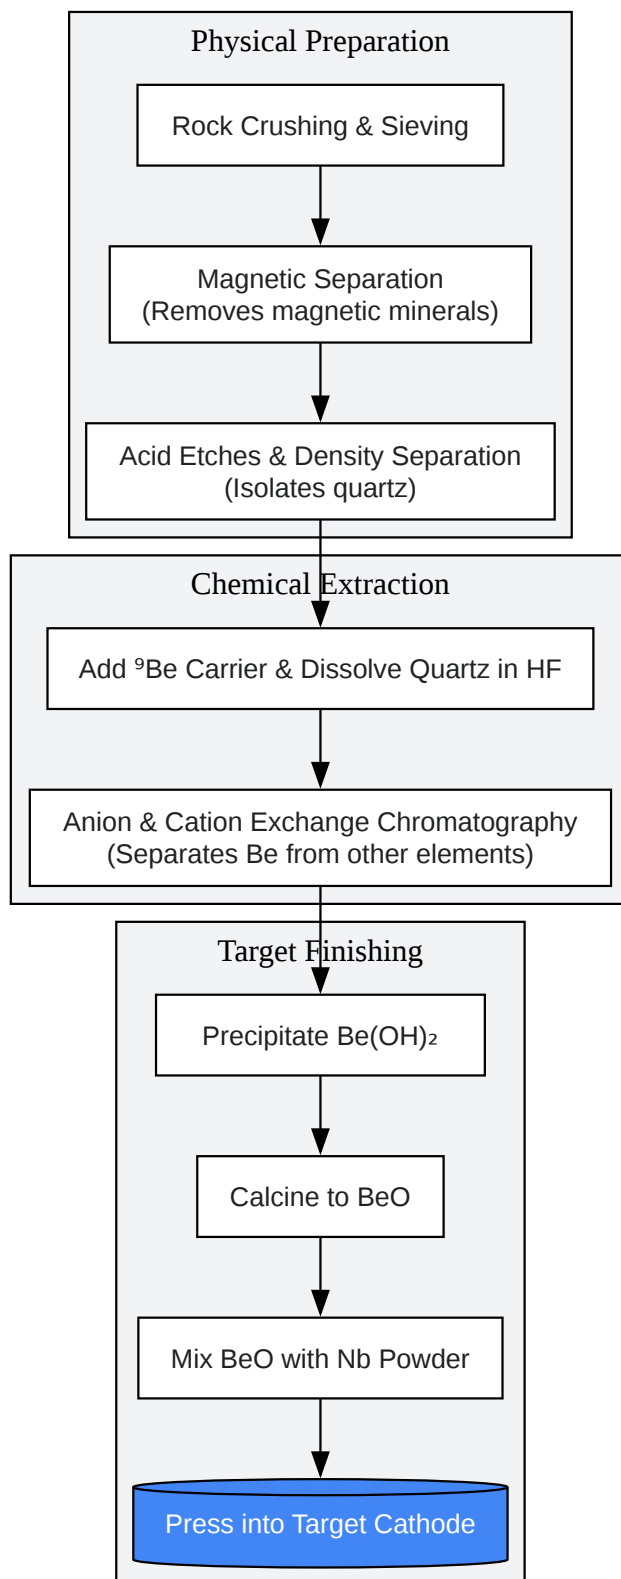 Physical Preparation
Rock Crushing & Sieving
Magnetic Separation
(Removes magnetic minerals)
Acid Etches & Density Separation
(Isolates quartz)
Chemical Extraction
Add ⁹Be Carrier & Dissolve Quartz in HF
Anion & Cation Exchange Chromatography
(Separates Be from other elements)
Target Finishing
Precipitate Be(OH)₂
Calcine to BeO
Mix BeO with Nb Powder
Press into Target Cathode